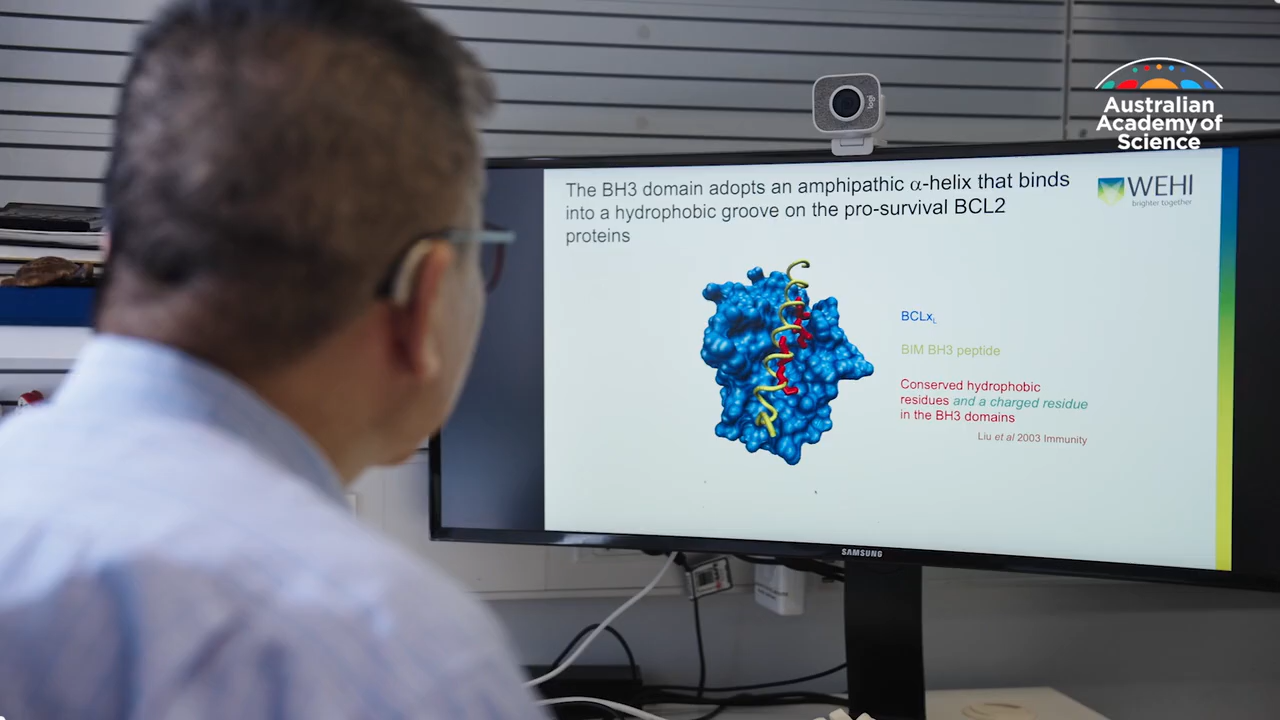 Australian
Academy of
Science
The BH3 domain adopts an amphipathic α-helix that binds
into a hydrophobic groove on the pro-survival BCL2
proteins
WEHI
brighter together
BCLxL
BIM BH3 peptide
Conserved hydrophobic
residues and a charged residue
in the BH3 domains
Liu et al 2003 Immunity
SAMSUNG